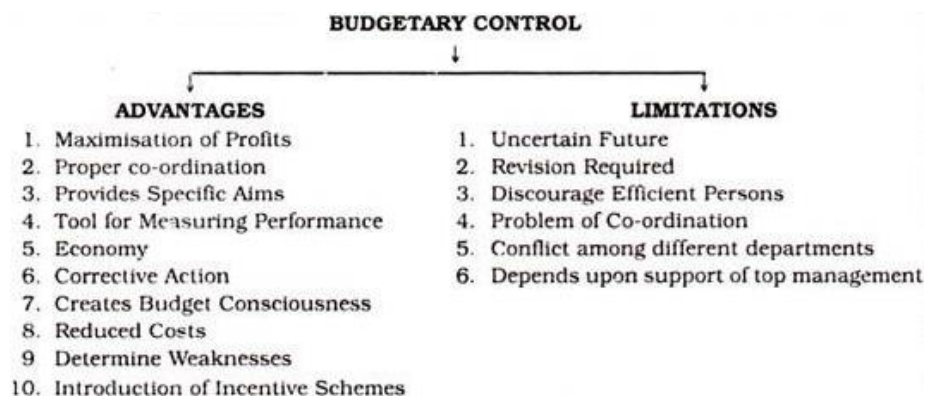 BUDGETARY CONTROL
ADVANTAGES
1. Maximisation of Profits
2. Proper co-ordination
3. Provides Specific Aims
4. Tool for Measuring Performance
5. Economy
6. Corrective Action
7. Creates Budget Consciousness
8. Reduced Costs
9 Determine Weaknesses
10. Introduction of Incentive Schemes
LIMITATIONS
1. Uncertain Future
2. Revision Required
3. Discourage Efficient Persons
4. Problem of Co-ordination
5. Conflict among different departments
6. Depends upon support of top management